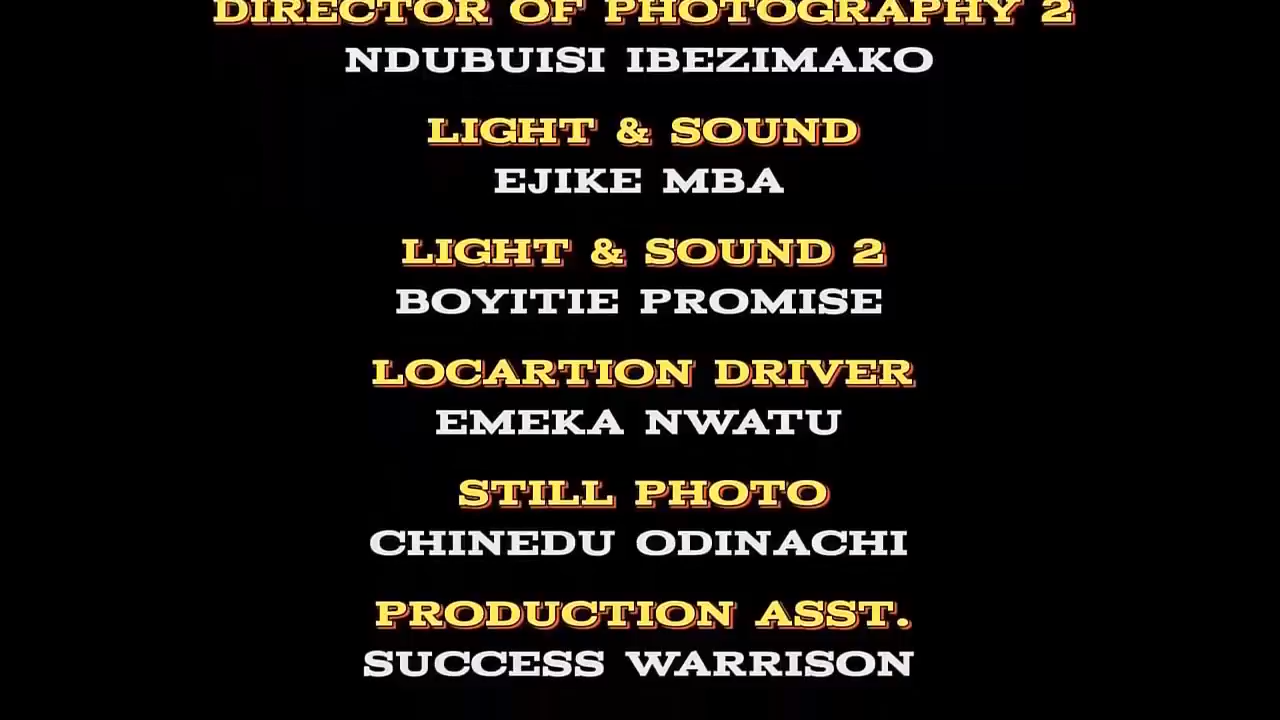 DIRECTOR OF PHOTOGRAPHY 2
NDUBUISI IBEZIMAKO
LIGHT & SOUND
EJIKE MBA
LIGHT & SOUND 2
BOYITIE PROMISE
LOCARTION DRIVER
EMEKA NWATU
STILL PHOTO
CHINEDU ODINACHI
PRODUCTION ASST.
SUCCESS WARRISON